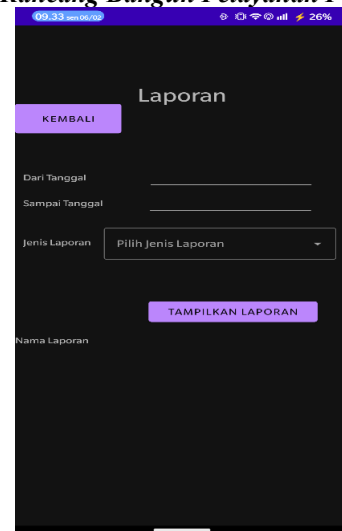 Rancang Bangun Pelayanan P
09.33 sen 06/02 26%
Laporan
KEMBALI
Dari Tanggal
Sampai Tanggal
Jenis Laporan Pilih Jenis Laporan
TAMPILKAN LAPORAN
Nama Laporan